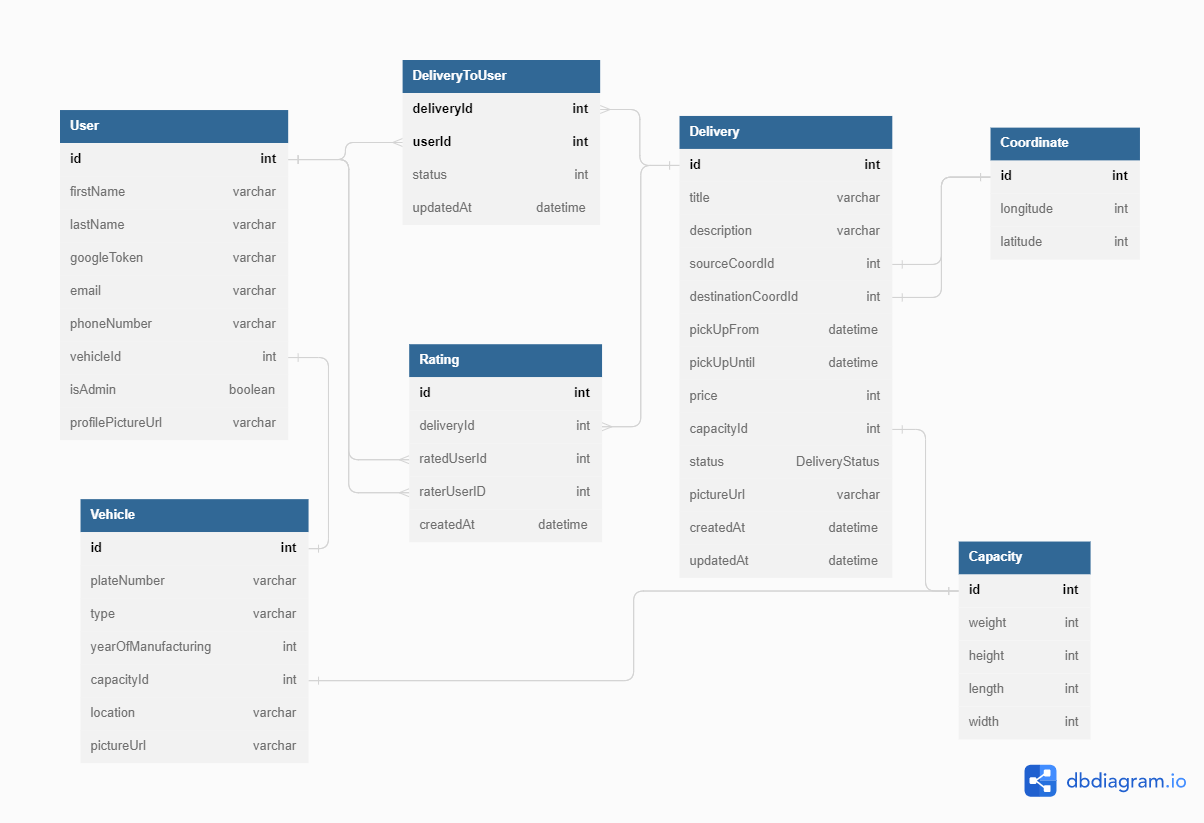 User
id int
firstName varchar
lastName varchar
googleToken varchar
email varchar
phoneNumber varchar
vehicleId int
isAdmin boolean
profilePictureUrl varchar
DeliveryToUser
deliveryId int
userId int
status int
updatedAt datetime
Delivery
id int
title varchar
description varchar
sourceCoordId int
destinationCoordId int
pickUpFrom datetime
pickUpUntil datetime
price int
capacityId int
status DeliveryStatus
pictureUrl varchar
createdAt datetime
updatedAt datetime
Coordinate
id int
longitude int
latitude int
Rating
id int
deliveryId int
ratedUserId int
raterUserID int
createdAt datetime
Vehicle
id int
plateNumber varchar
type varchar
yearOfManufacturing int
capacityId int
location varchar
pictureUrl varchar
Capacity
id int
weight int
height int
length int
width int
dbdiagram.io